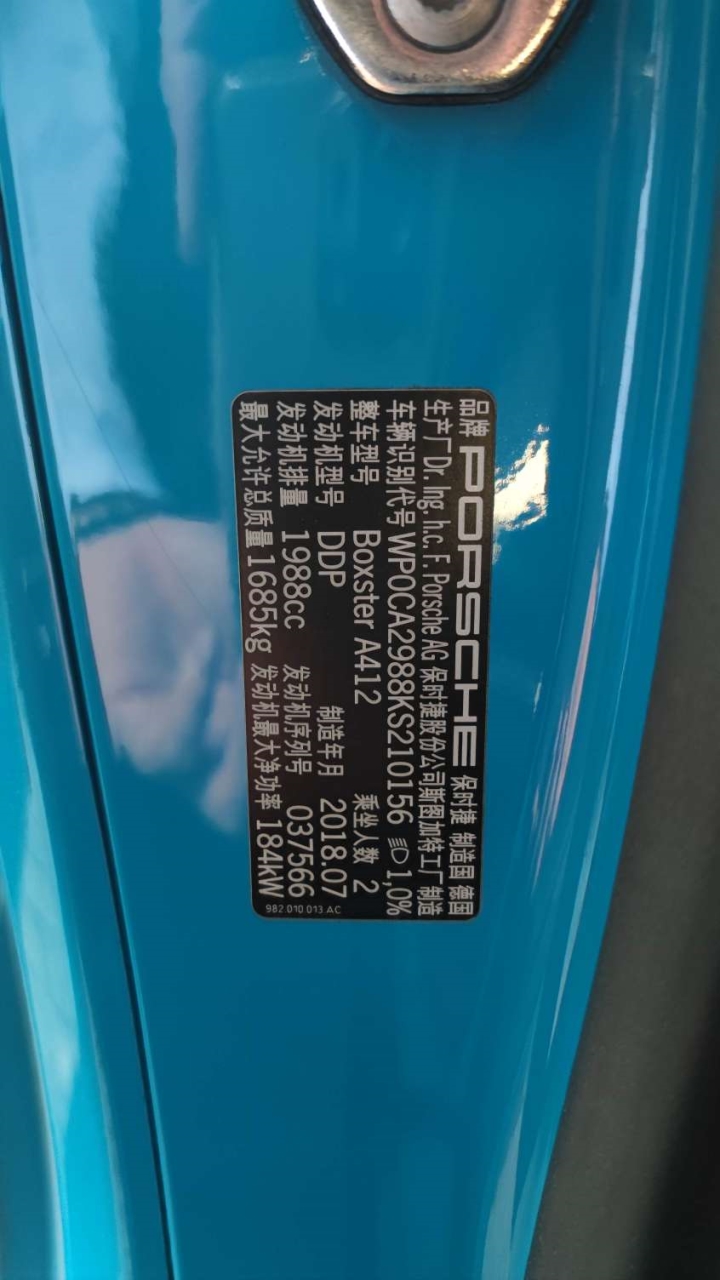 品牌 PORSCHE 保时捷 制造国 德国
生产厂Dr. Ing. h.c. F. Porsche AG 保时捷股份公司斯图加特工厂制造
车辆识别代号 WP0CA2988KS210156 1,0%
整车型号 Boxster A412 乘坐人数 2
发动机型号 DDP 制造年月 2018.07
发动机排量 1988cc 发动机序列号 037566
最大允许总质量 1685kg 发动机最大净功率 184kW
982 010 013 AC